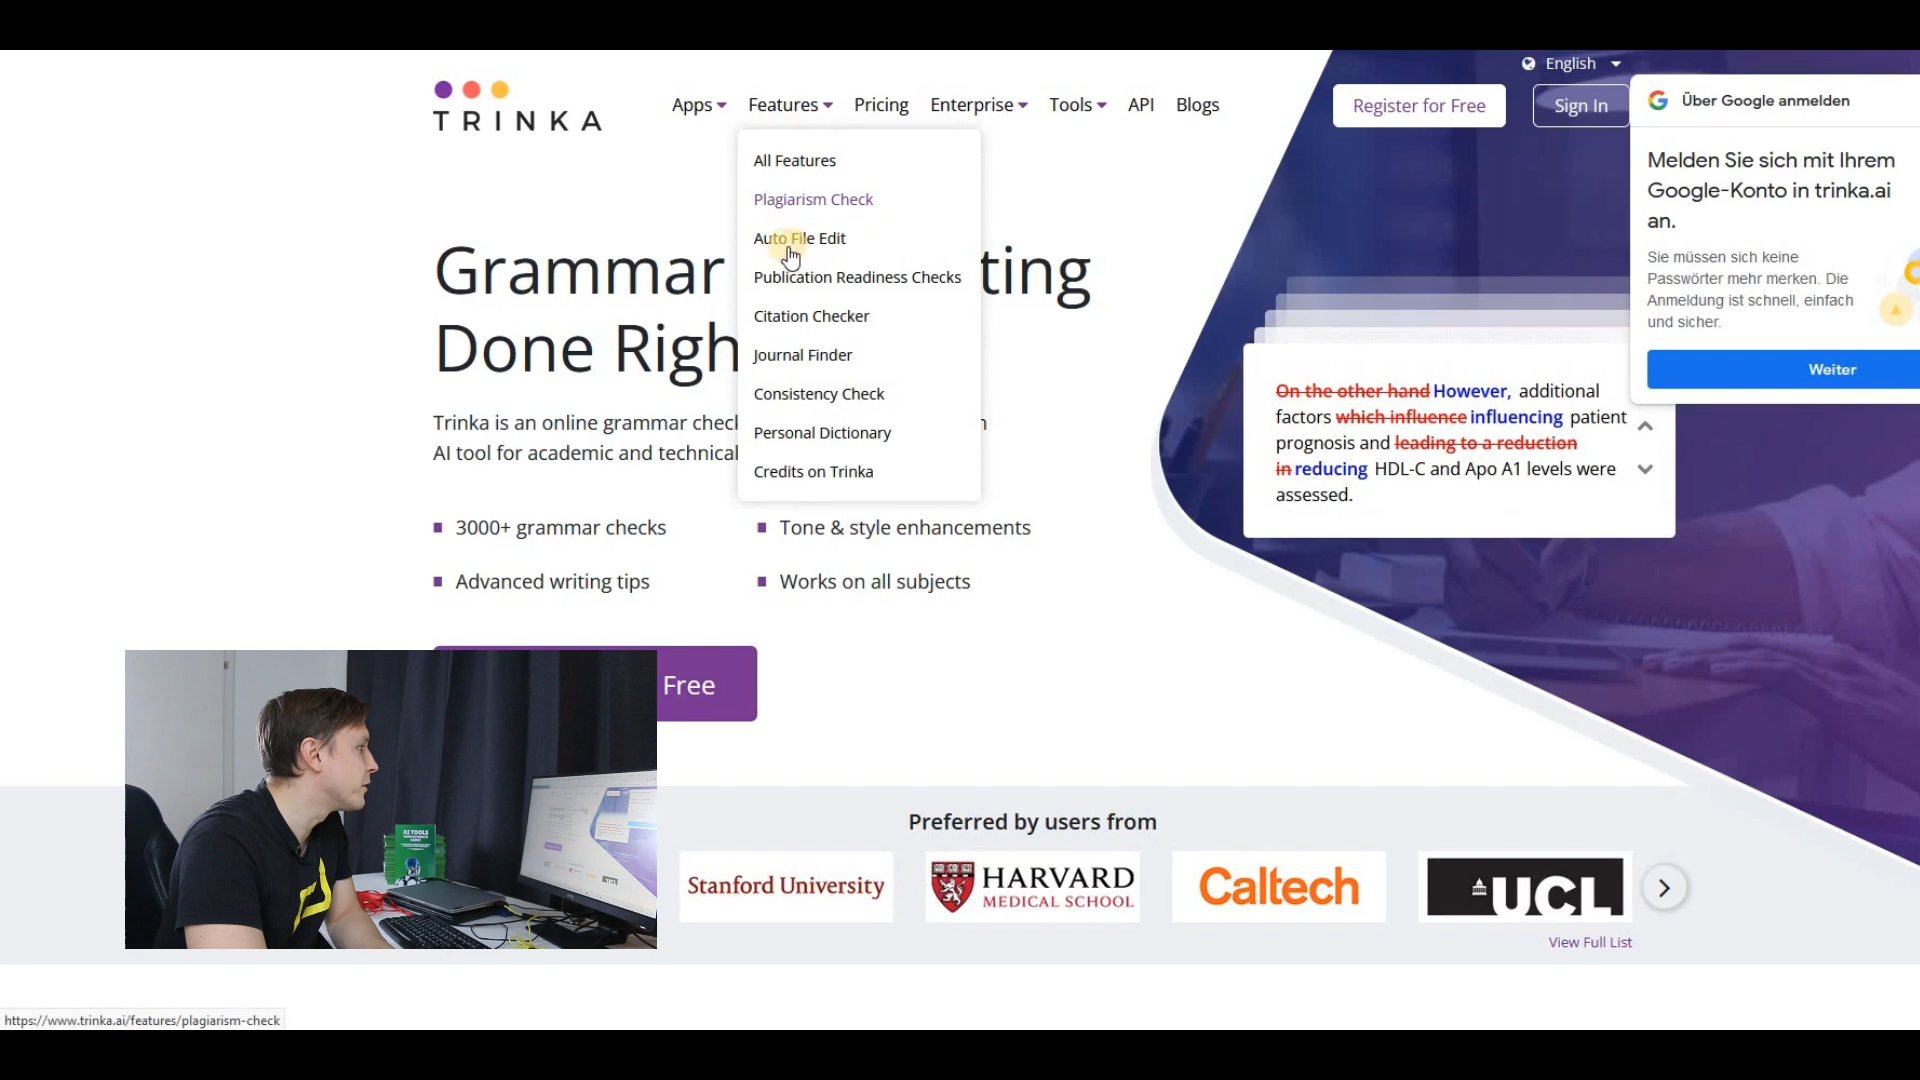 English
TRINKA
Apps
Features
Pricing
Enterprise
Tools
API
Blogs
Register for Free
Sign In
Über Google anmelden
Melden Sie sich mit Ihrem
Google-Konto in trinka.ai
an.
Sie müssen sich keine
Passwörter mehr merken. Die
Anmeldung ist schnell, einfach
und sicher.
Weiter
All Features
Plagiarism Check
Auto File Edit
Publication Readiness Checks
Citation Checker
Journal Finder
Consistency Check
Personal Dictionary
Credits on Trinka
Grammar ting
Done Righ
Trinka is an online grammar chec
AI tool for academic and technical
3000+ grammar checks
Tone & style enhancements
Advanced writing tips
Works on all subjects
On the other hand However, additional
factors which influence influencing patient
prognosis and leading to a reduction
in reducing HDL-C and Apo A1 levels were
assessed.
Free
AI TOOLS
Preferred by users from
Stanford University
HARVARD
MEDICAL SCHOOL
Caltech
UCL
View Full List
https://www.trinka.ai/features/plagiarism-check